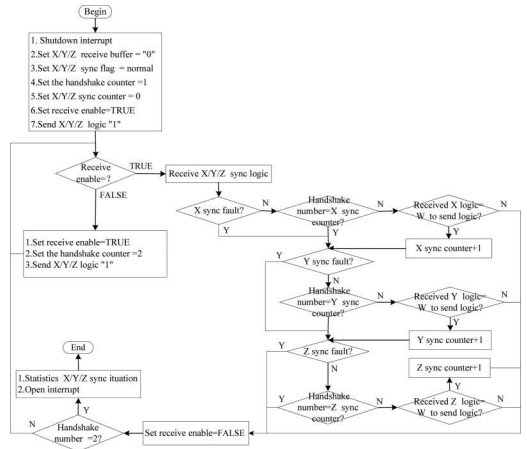 Begin
1. Shutdown interrupt
2.Set X/Y/Z receive buffer = "0"
3.Set X/Y/Z sync flag = normal
4.Set the handshake counter =1
5.Set X/Y/Z sync counter = 0
6.Set receive enable=TRUE
7.Send X/Y/Z logic "1"
Receive
enable=?
TRUE
FALSE
Receive X/Y/Z sync logic
X sync fault?
N
Y
Handshake
number=X sync
counter?
N
Y
Received X logic=
W to send logic?
N
Y
X sync counter+1
1.Set receive enable=TRUE
2.Set the handshake counter =2
3.Send X/Y/Z logic "1"
Y sync fault?
Y
N
Handshake
number=Y sync
counter?
N
Y
Received Y logic=
W to send logic?
N
Y
Y sync counter+1
Z sync fault?
Y
N
Z sync counter+1
Handshake
number=Z sync
counter?
Y
N
Received Z logic=
W to send logic?
Y
N
End
1.Statistics X/Y/Z sync ituation
2.Open interrupt
Y
N
Handshake
number =2?
Set receive enable=FALSE